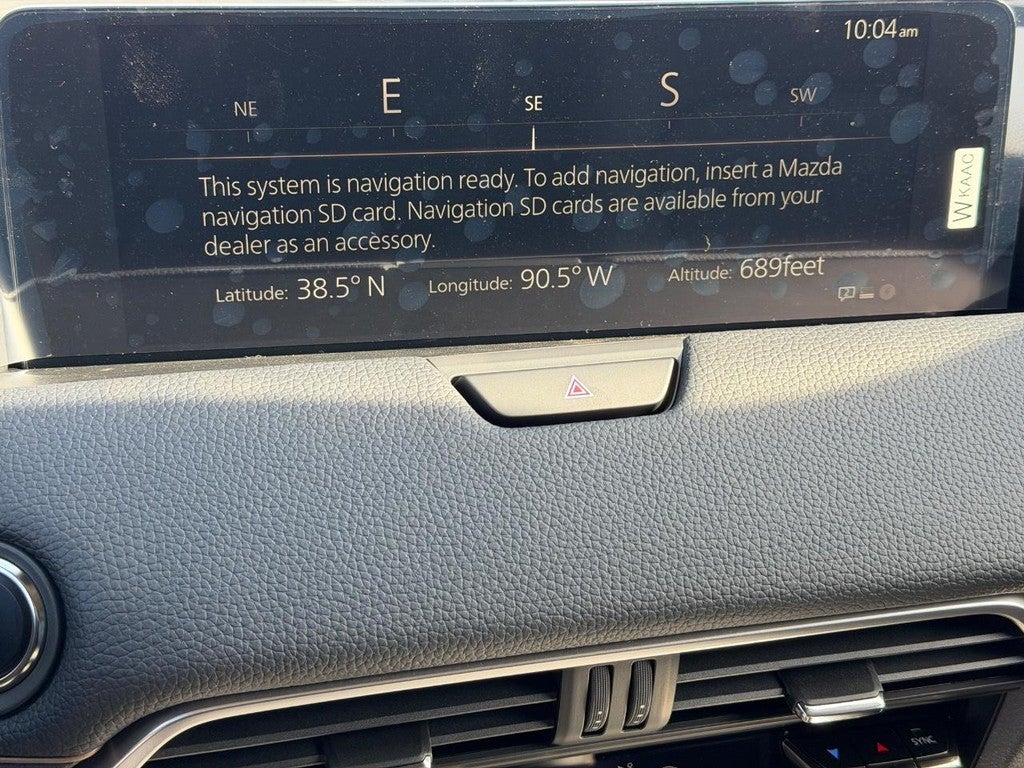 10:04am
NE E SE S SW
This system is navigation ready. To add navigation, insert a Mazda
navigation SD card. Navigation SD cards are available from your
dealer as an accessory.
Latitude: 38.5° N Longitude: 90.5° W Altitude: 689feet
SYNC